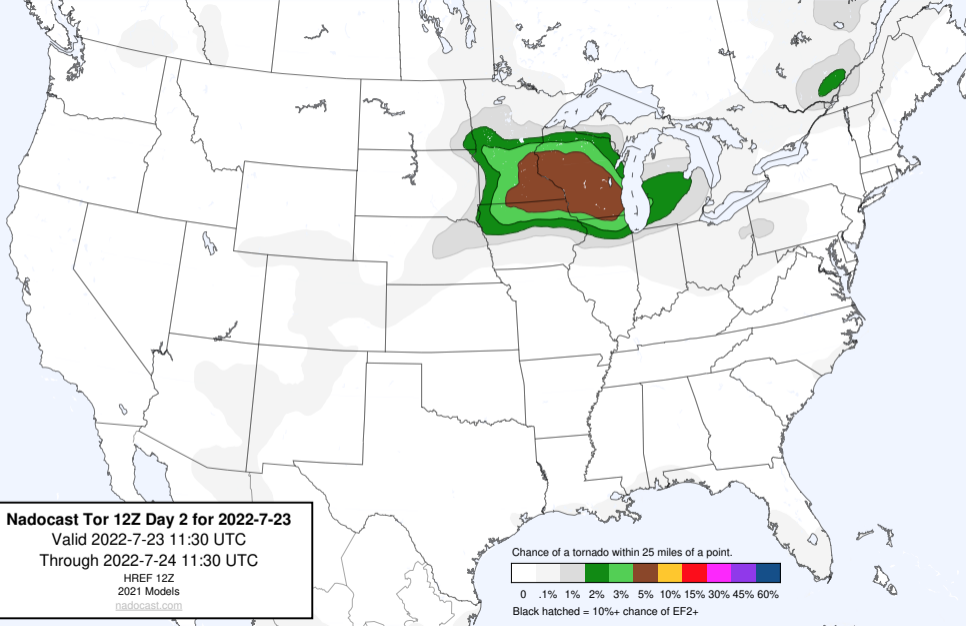 Nadocast Tor 12Z Day 2 for 2022-7-23
Valid 2022-7-23 11:30 UTC
Through 2022-7-24 11:30 UTC
HREF 12Z
2021 Models
nadocast.com
Chance of a tornado within 25 miles of a point.
0 .1% 1% 2% 3% 5% 10% 15% 30% 45% 60%
Black hatched = 10%+ chance of EF2+